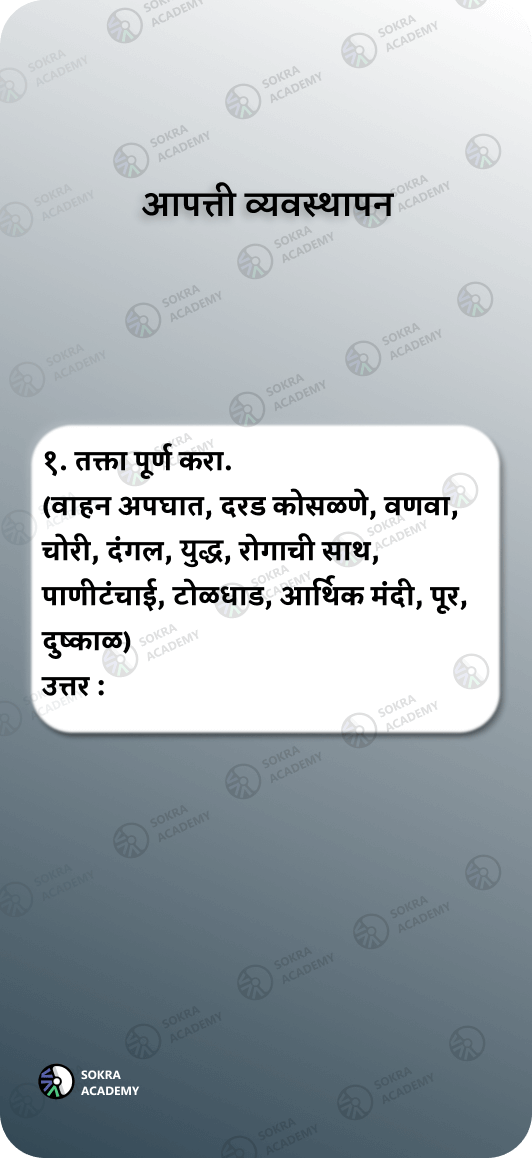 आपत्ती व्यवस्थापन
१. तक्ता पूर्ण करा.
(वाहन अपघात, दरड कोसळणे, वणवा,
चोरी, दंगल, युद्ध, रोगाची साथ,
पाणीटंचाई, टोळधाड, आर्थिक मंदी, पूर,
दुष्काळ)
उत्तर :
SOKRA
ACADEMY